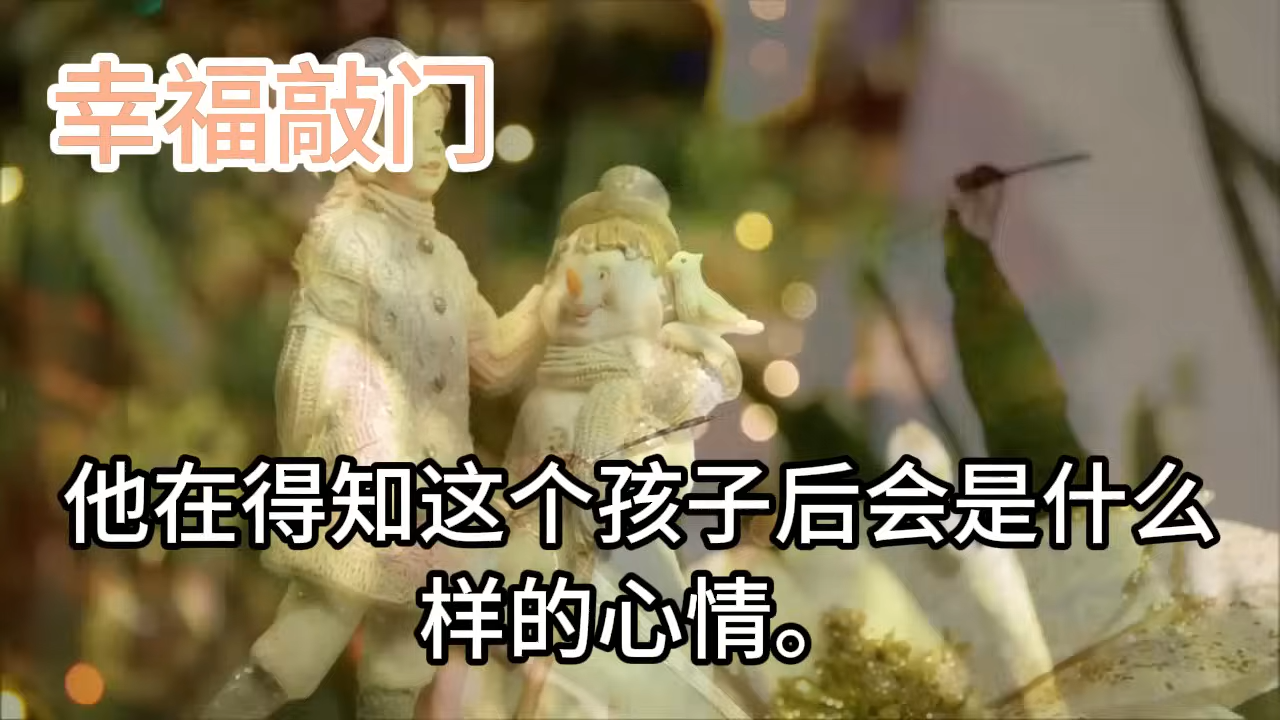 幸福敲门
他在得知这个孩子后会是什么
样的心情。